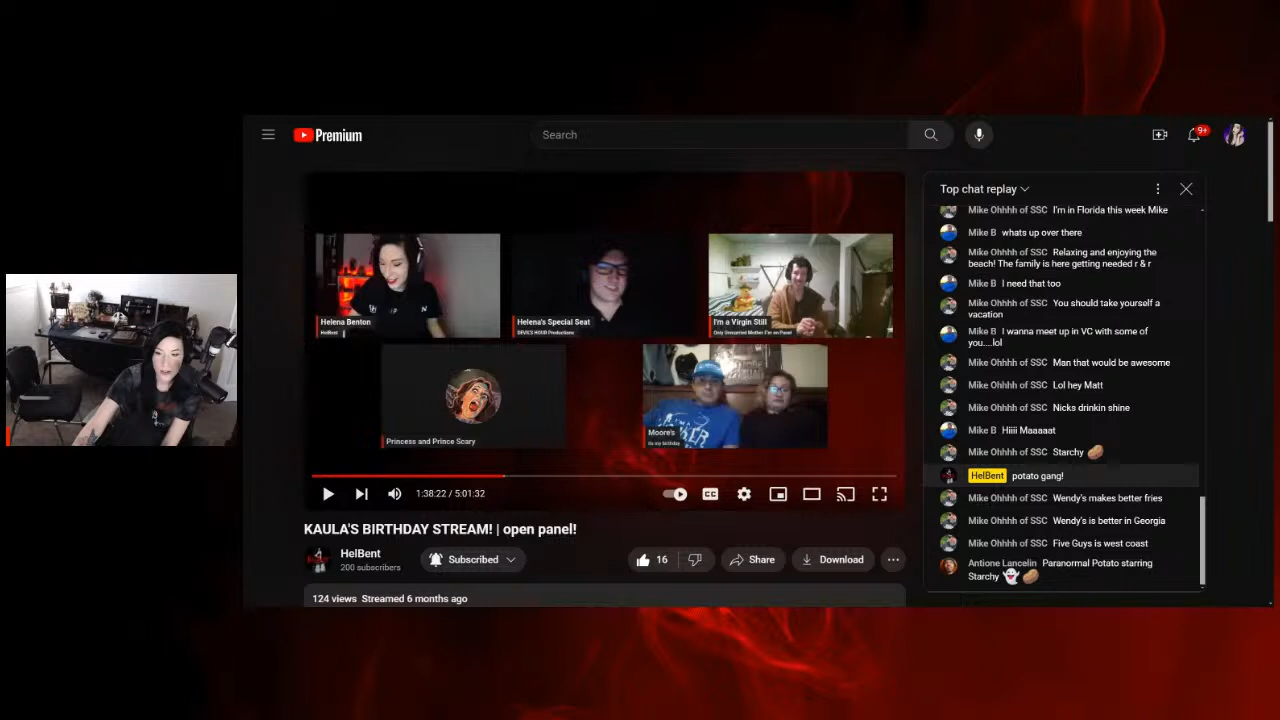 Premium
Search
9+
Helena Benton
HelBent
Helena's Special Seat
DEVILS HOUR Productions
I'm a Virgin Still
Princess and Prince Scary
Moore's
its my birthday
1:38:22 / 5:01:32
CC
KAULA'S BIRTHDAY STREAM! | open panel!
HelBent
200 subscribers
Subscribed
16
Share
Download
124 views Streamed 6 months ago
Top chat replay
Mike Ohhhh of SSC I'm in Florida this week Mike
Mike B whats up over there
Mike Ohhhh of SSC Relaxing and enjoying the
beach! The family is here getting needed r & r
Mike B I need that too
Mike Ohhhh of SSC You should take yourself a
vacation
Mike B I wanna meet up in VC with some of
you....lol
Mike Ohhhh of SSC Man that would be awesome
Mike Ohhhh of SSC Lol hey Matt
Mike Ohhhh of SSC Nicks drinkin shine
Mike B Hiiii Maaaaat
Mike Ohhhh of SSC Starchy 🥔
HelBent potato gang!
Mike Ohhhh of SSC Wendy's makes better fries
Mike Ohhhh of SSC Wendy's is better in Georgia
Mike Ohhhh of SSC Five Guys is west coast
Antione Lancelin Paranormal Potato starring
Starchy 👻 🥔